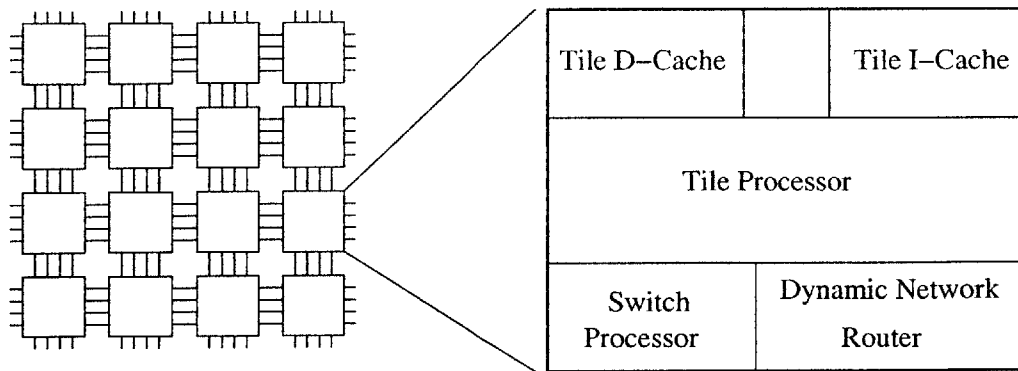 Tile D–Cache
Tile I–Cache
Tile Processor
Switch
Processor
Dynamic Network
Router